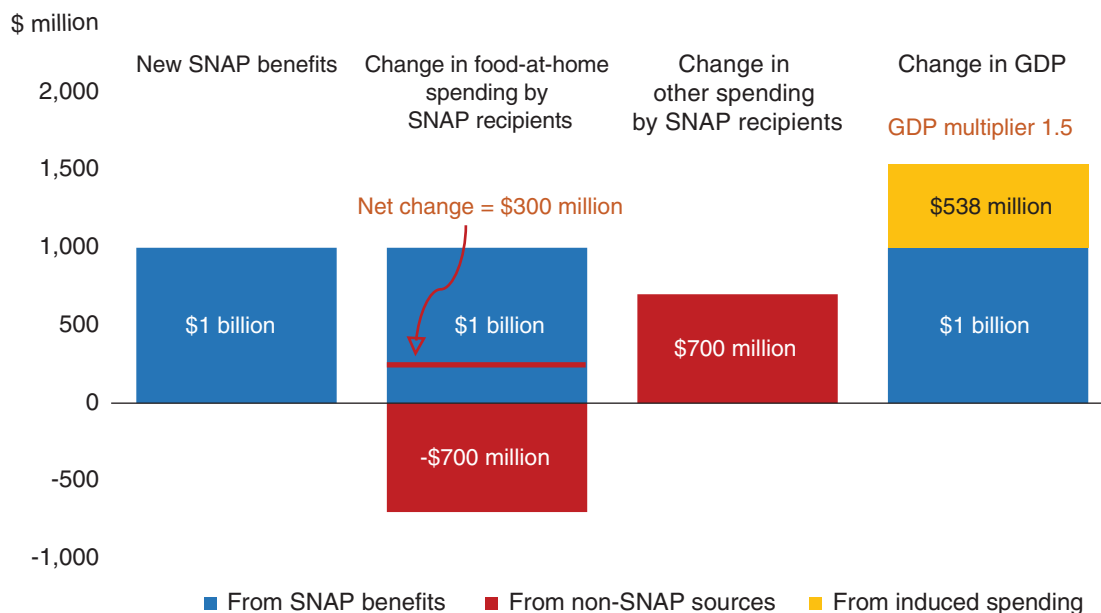 $ million
New SNAP benefits
Change in food-at-home
spending by
SNAP recipients
Change in
other spending
by SNAP recipients
Change in GDP
GDP multiplier 1.5
2,000
1,500
1,000
500
0
-500
-1,000
Net change = $300 million
$1 billion
$1 billion
-$700 million
$700 million
$538 million
$1 billion
From SNAP benefits
From non-SNAP sources
From induced spending